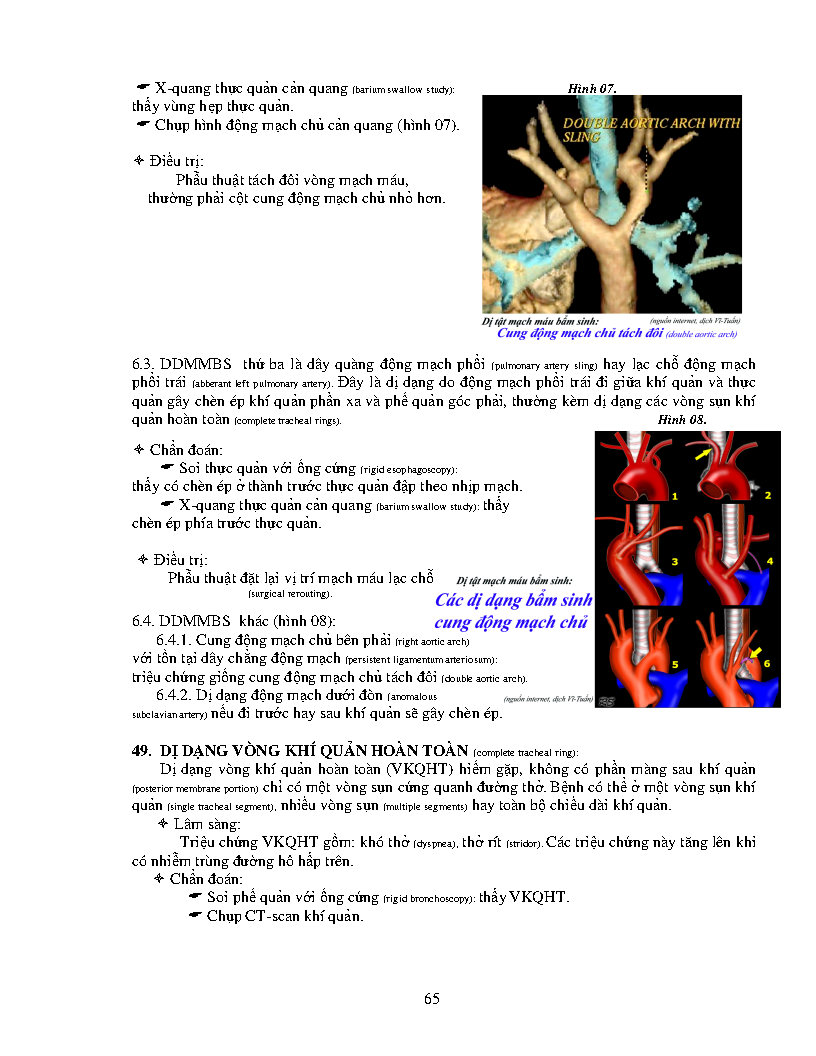 ☛ X-quang thực quản cản quang (barium swallow study):
thấy vùng hẹp thực quản.
☛ Chụp hình động mạch chủ cản quang (hình 07).
✧ Điều trị:
Phẫu thuật tách đôi vòng mạch máu,
thường phải cột cung động mạch chủ nhỏ hơn.
Hình 07.
DOUBLE AORTIC ARCH WITH
SLING
Dị tật mạch máu bẩm sinh: (nguồn internet, dịch Vĩ-Tuấn)
Cung động mạch chủ tách đôi (double aortic arch)
6.3. DDMMBS thứ ba là dây quàng động mạch phổi (pulmonary artery sling) hay lạc chỗ động mạch
phổi trái (abberant left pulmonary artery). Đây là dị dạng do động mạch phổi trái đi giữa khí quản và thực
quản gây chèn ép khí quản phần xa và phế quản gốc phải, thường kèm dị dạng các vòng sụn khí
quản hoàn toàn (complete tracheal rings).
Hình 08.
✧ Chẩn đoán:
☛ Soi thực quản với ống cứng (rigid esophagoscopy):
thấy có chèn ép ở thành trước thực quản đập theo nhịp mạch.
☛ X-quang thực quản cản quang (barium swallow study): thấy
chèn ép phía trước thực quản.
✧ Điều trị:
Phẫu thuật đặt lại vị trí mạch máu lạc chỗ
(surgical rerouting).
Dị tật mạch máu bẩm sinh:
Các dị dạng bẩm sinh
cung động mạch chủ
1 2
3 4
5 6
6.4. DDMMBS khác (hình 08):
6.4.1. Cung động mạch chủ bên phải (right aortic arch)
với tồn tại dây chằng động mạch (persistent ligamentum arteriosum):
triệu chứng giống cung động mạch chủ tách đôi (double aortic arch).
6.4.2. Dị dạng động mạch dưới đòn (anomalous
subclavian artery) nếu đi trước hay sau khí quản sẽ gây chèn ép.
(nguồn internet, dịch Vĩ-Tuấn)
49. DỊ DẠNG VÒNG KHÍ QUẢN HOÀN TOÀN (complete tracheal ring):
Dị dạng vòng khí quản hoàn toàn (VKQHT) hiếm gặp, không có phần màng sau khí quản
(posterior membrane portion) chỉ có một vòng sụn cứng quanh đường thở. Bệnh có thể ở một vòng sụn khí
quản (single tracheal segment), nhiều vòng sụn (multiple segments) hay toàn bộ chiều dài khí quản.
✧ Lâm sàng:
Triệu chứng VKQHT gồm: khó thở (dyspnea), thở rít (stridor). Các triệu chứng này tăng lên khi
có nhiễm trùng đường hô hấp trên.
✧ Chẩn đoán:
☛ Soi phế quản với ống cứng (rigid bronchoscopy): thấy VKQHT.
☛ Chụp CT-scan khí quản.
65